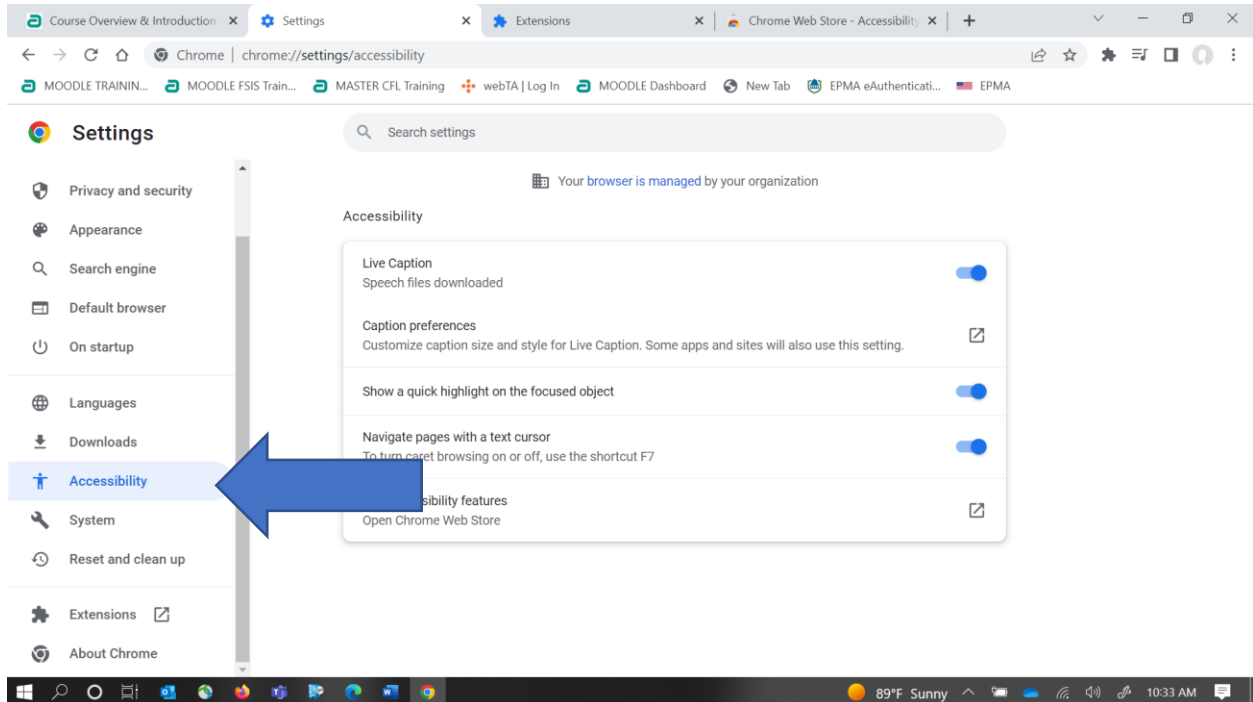 Course Overview & Introduction
Settings
Extensions
Chrome Web Store - Accessibility
Chrome | chrome://settings/accessibility
MOODLE TRAININ...
MOODLE FSIS Train...
MASTER CFL Training
webTA | Log In
MOODLE Dashboard
New Tab
EPMA eAuthenticati...
EPMA
Settings
Search settings
Your browser is managed by your organization
Privacy and security
Appearance
Search engine
Default browser
On startup
Languages
Downloads
Accessibility
System
Reset and clean up
Extensions
About Chrome
Accessibility
Live Caption
Speech files downloaded
Caption preferences
Customize caption size and style for Live Caption. Some apps and sites will also use this setting.
Show a quick highlight on the focused object
Navigate pages with a text cursor
To turn caret browsing on or off, use the shortcut F7
features
Open Chrome Web Store
89°F Sunny
10:33 AM